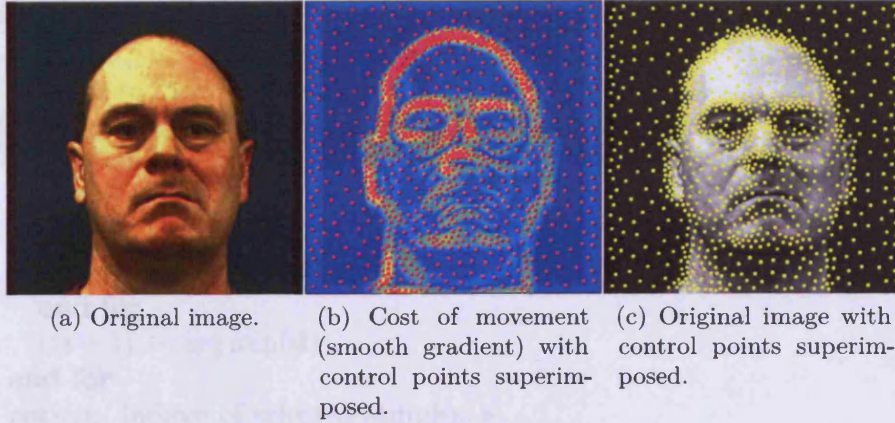 (a) Original image.
(b) Cost of movement
(smooth gradient) with
control points superim-
posed.
(c) Original image with
control points superim-
posed.